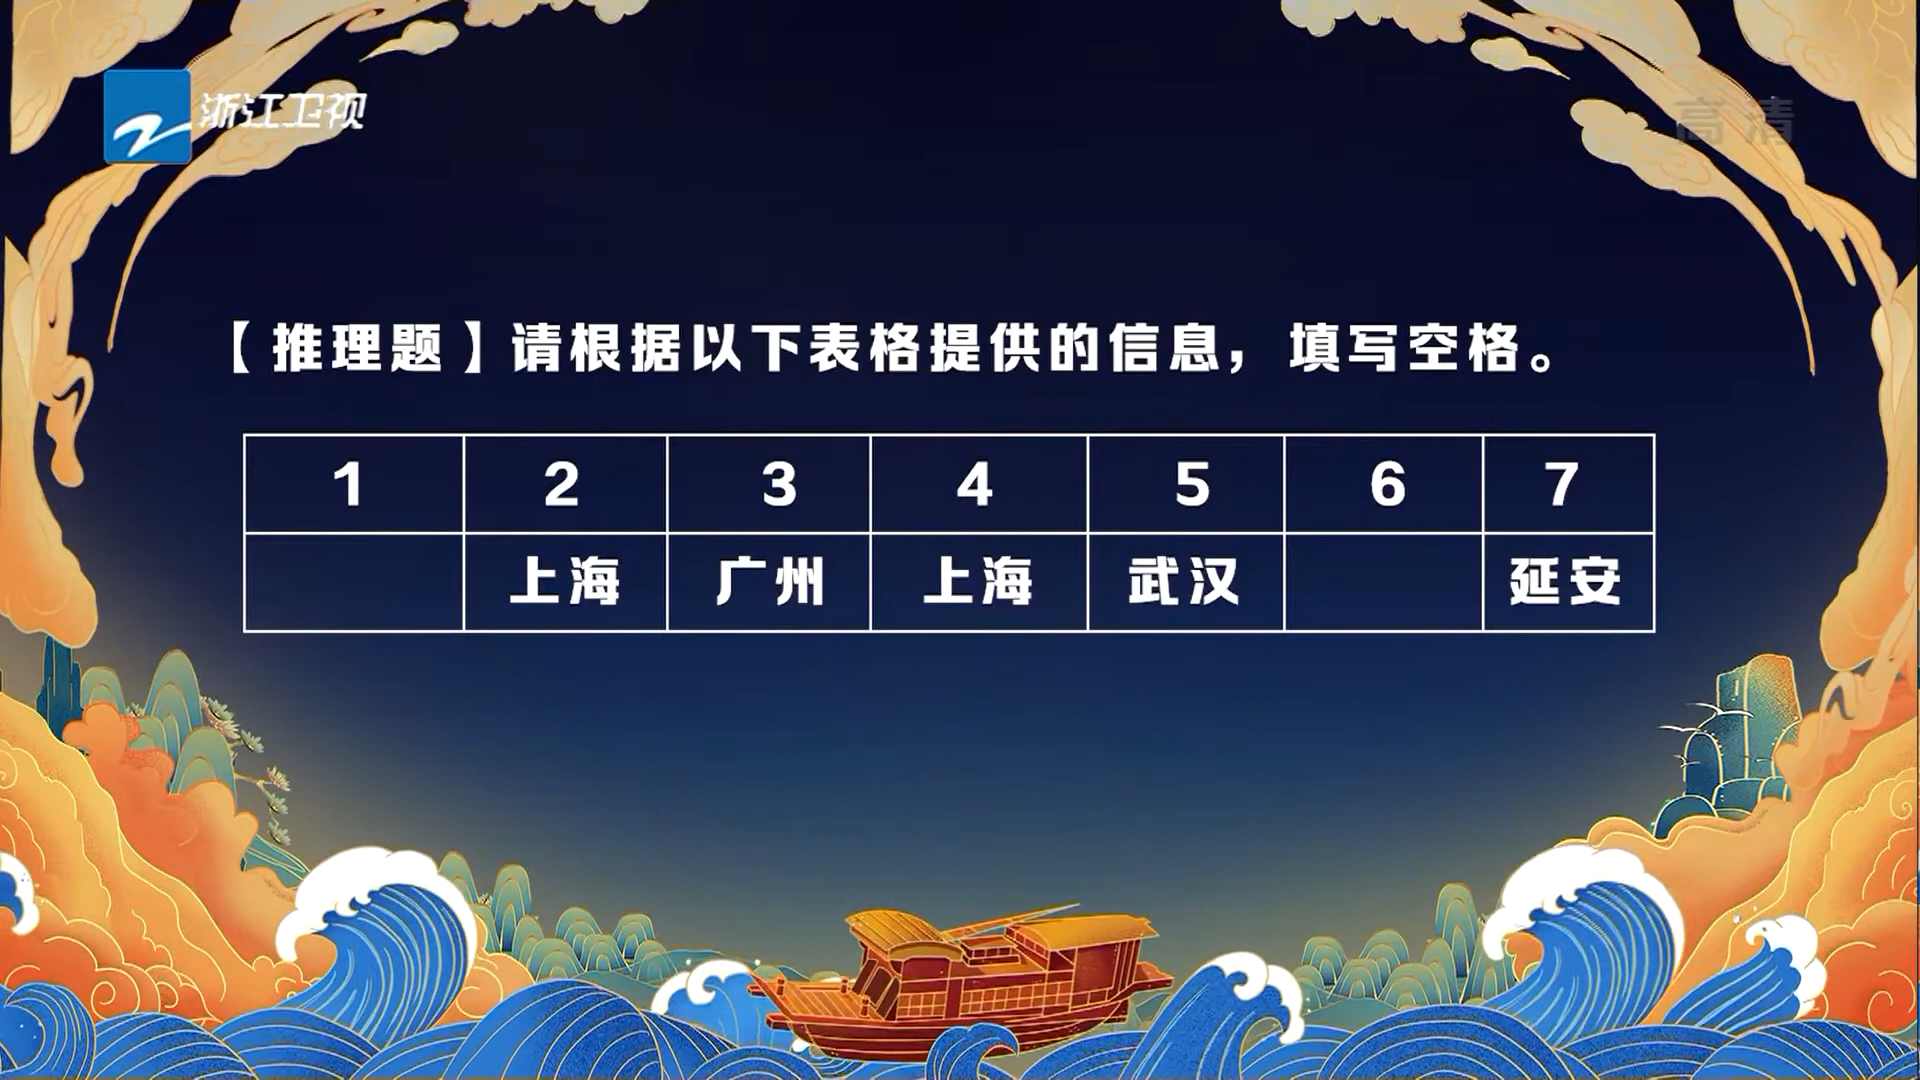 浙江卫视
高清
【推理题】请根据以下表格提供的信息，填写空格。
1 2 3 4 5 6 7
上海 广州 上海 武汉 延安